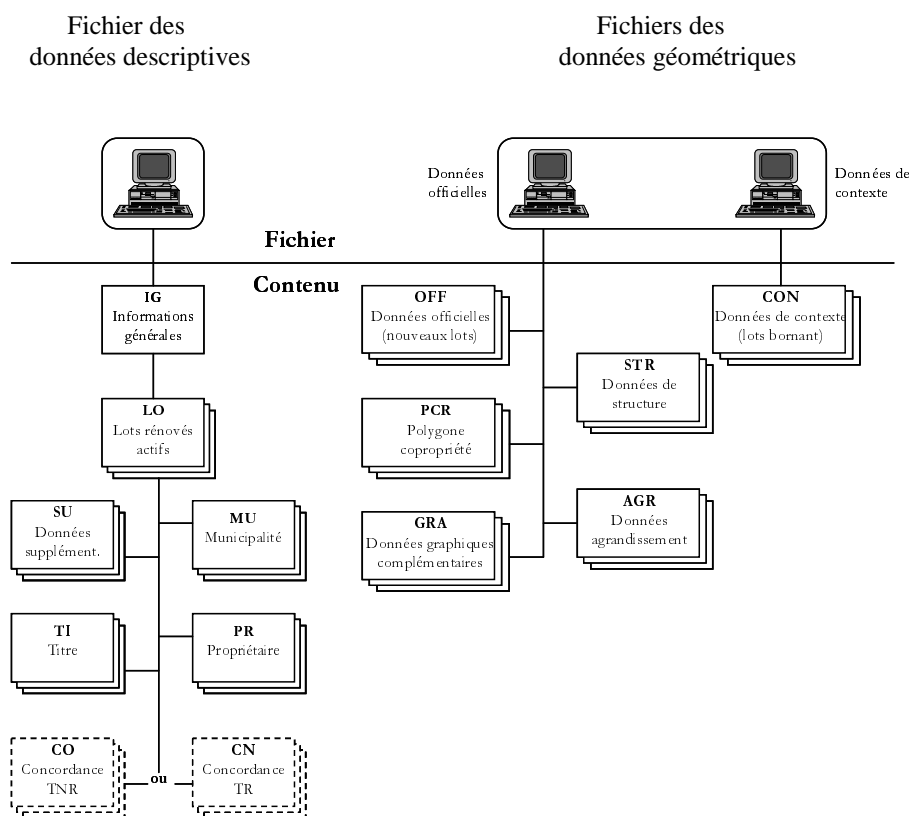 Fichier des
données descriptives
Fichiers des
données géométriques
Données
officielles
Données de
contexte
Fichier
Contenu
IG
Informations
générales
LO
Lots rénovés
actifs
SU
Données
supplément.
MU
Municipalité
TI
Titre
PR
Propriétaire
CO
Concordance
TNR
ou
CN
Concordance
TR
OFF
Données officielles
(nouveaux lots)
CON
Données de contexte
(lots bornant)
STR
Données de
structure
PCR
Polygone
copropriété
AGR
Données
agrandissement
GRA
Données graphiques
complémentaires